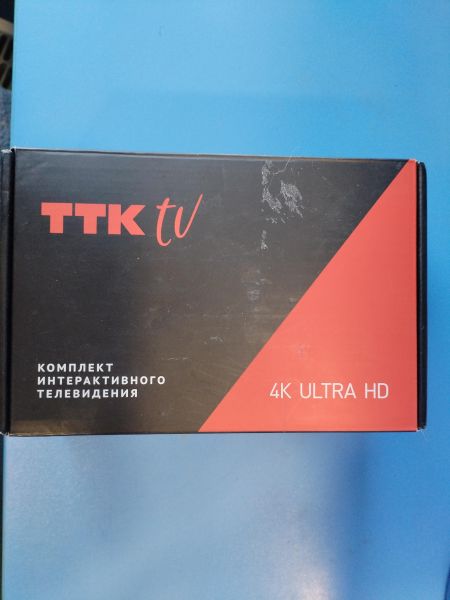 ТТК tv
КОМПЛЕКТ
ИНТЕРАКТИВНОГО
ТЕЛЕВИДЕНИЯ
4K ULTRA HD